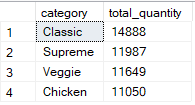 category total_quantity
1 Classic 14888
2 Supreme 11987
3 Veggie 11649
4 Chicken 11050